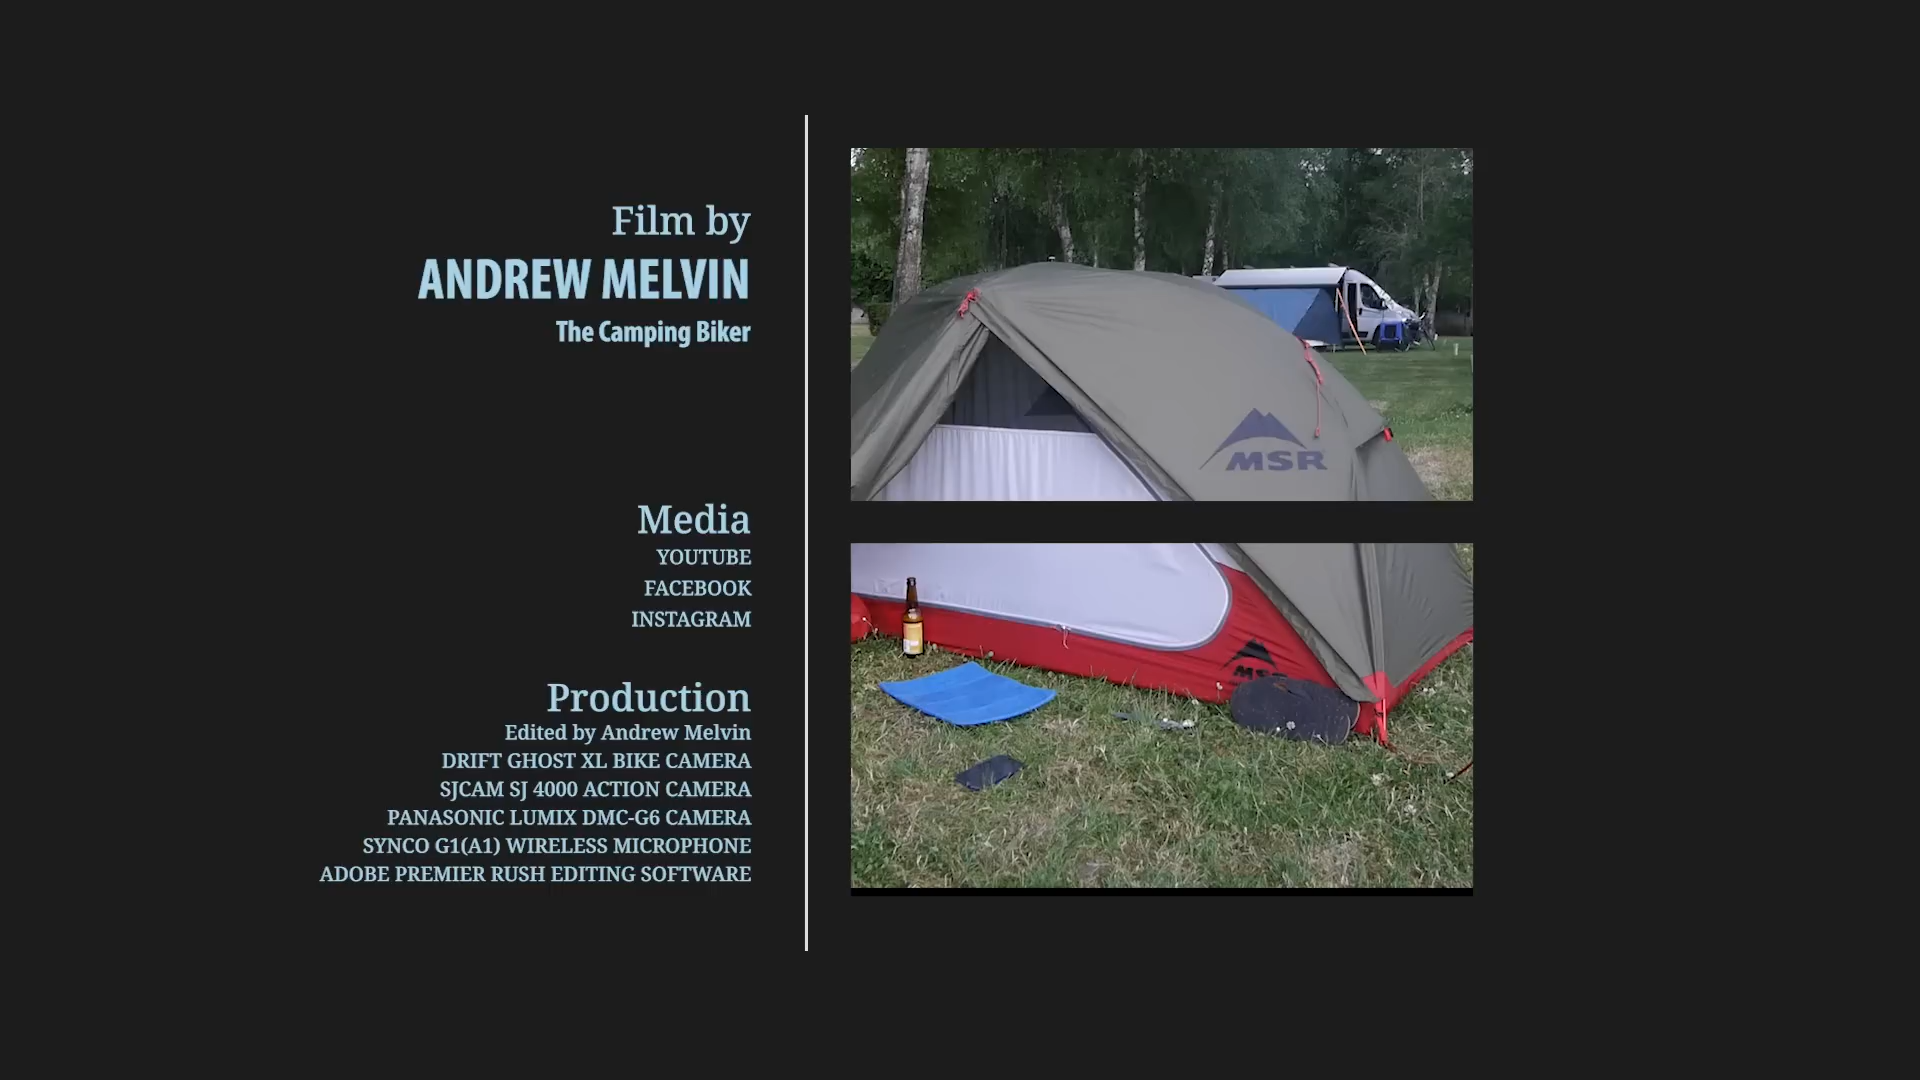 Film by
ANDREW MELVIN
The Camping Biker
Media
YOUTUBE
FACEBOOK
INSTAGRAM
Production
Edited by Andrew Melvin
DRIFT GHOST XL BIKE CAMERA
SJCAM SJ 4000 ACTION CAMERA
PANASONIC LUMIX DMC-G6 CAMERA
SYNCO G1(A1) WIRELESS MICROPHONE
ADOBE PREMIER RUSH EDITING SOFTWARE
MSR
MSR